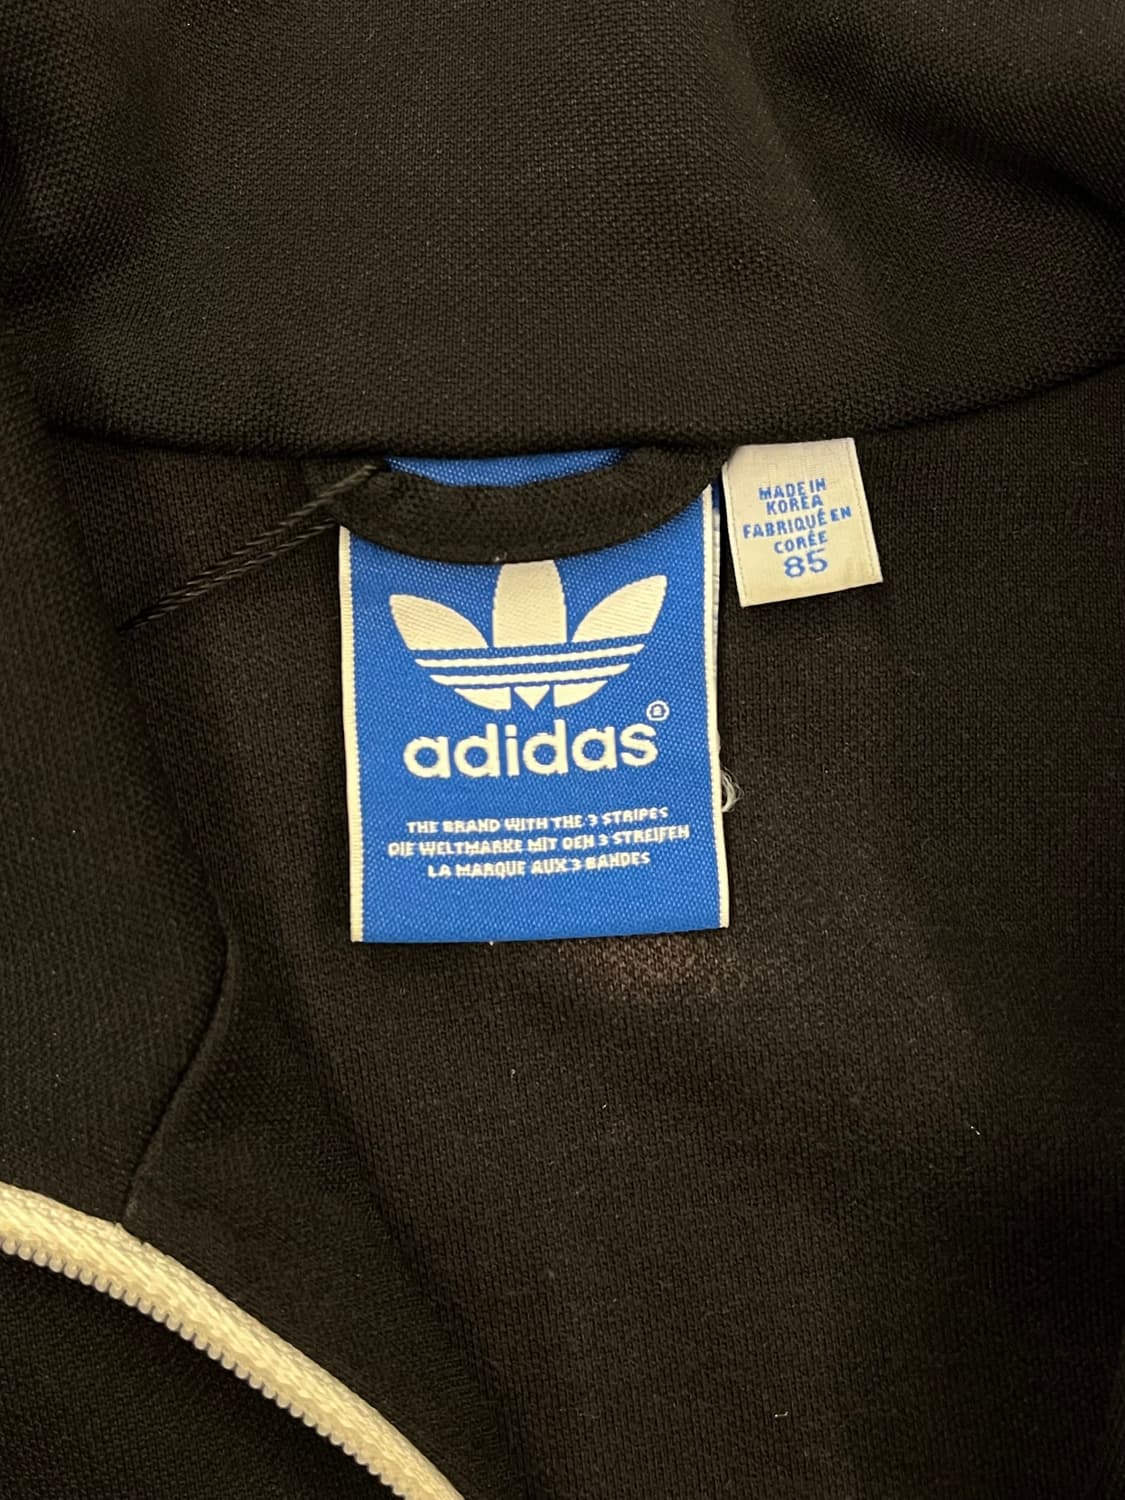 MADE IN
KOREA
FABRIQUÉ EN
CORÉE
85
adidas®
THE BRAND WITH THE 3 STRIPES
DIE WELTMARKE MIT DEN 3 STREIFEN
LA MARQUE AUX 3 BANDES